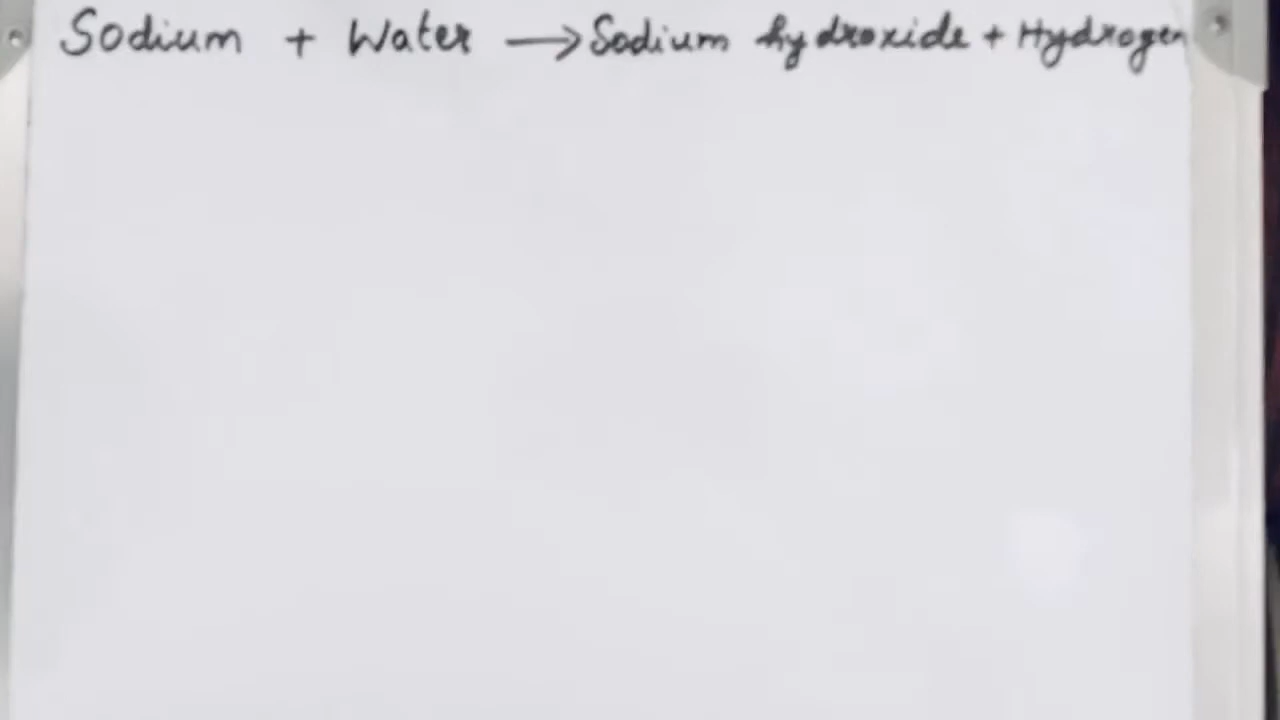 Sodium + Water → Sodium hydroxide + Hydrogen